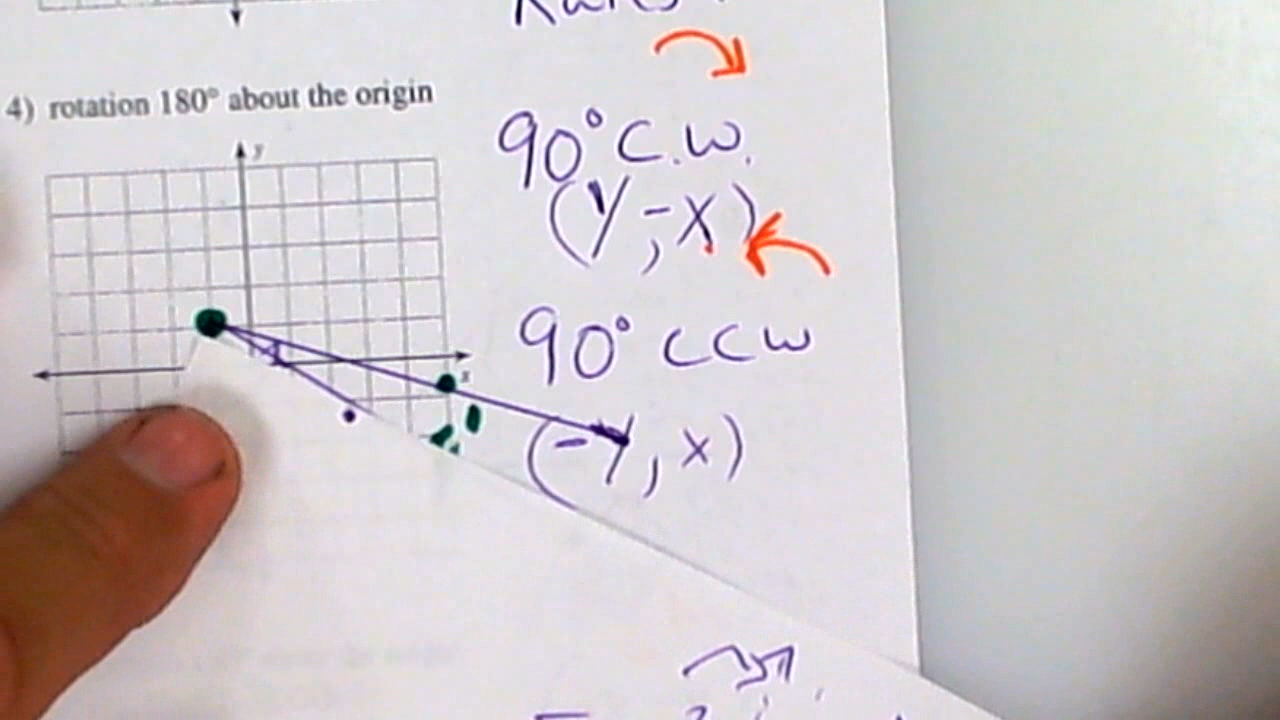 4) rotation 180° about the origin
y
x
90° C.W.
(Y, -X)
90° CCW
(-Y, X)